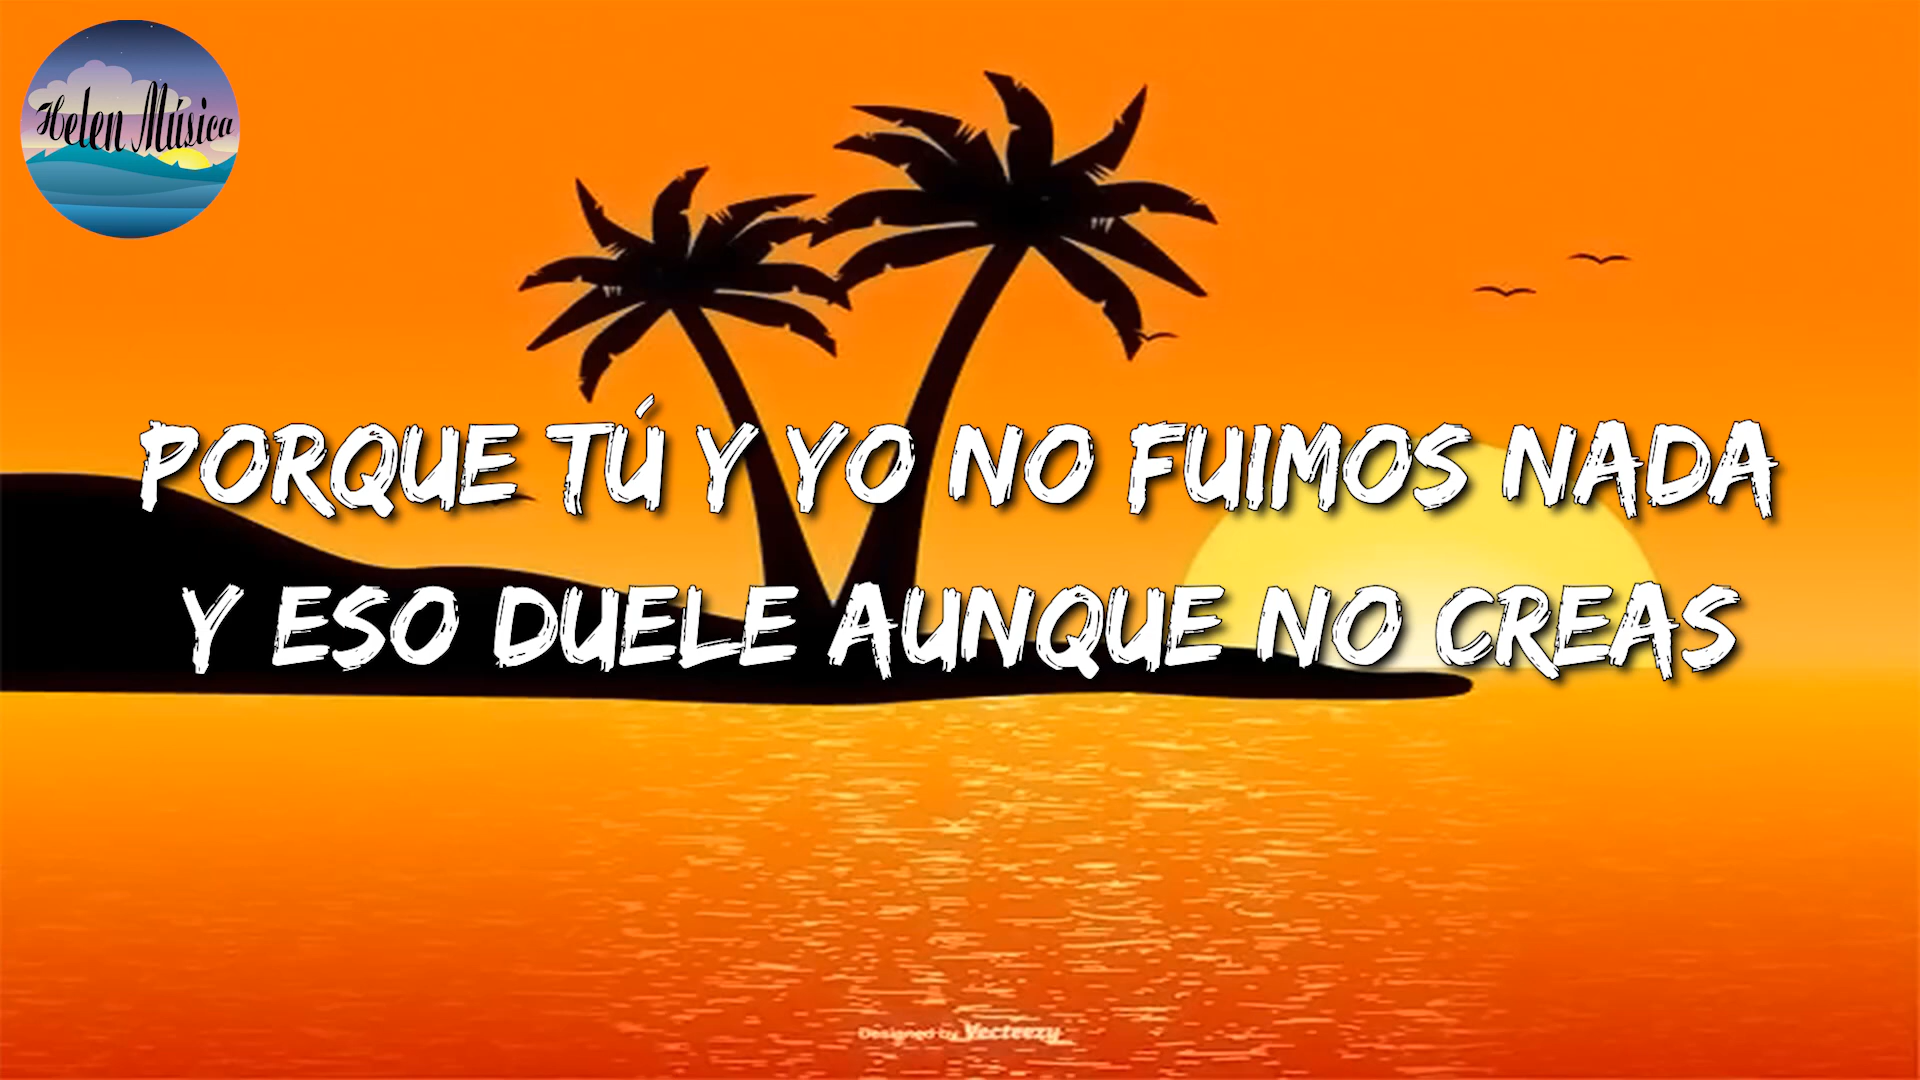 Helen Música
PORQUE TÚ Y YO NO FUIMOS NADA
Y ESO DUELE AUNQUE NO CREAS
Designed by Vecteezy